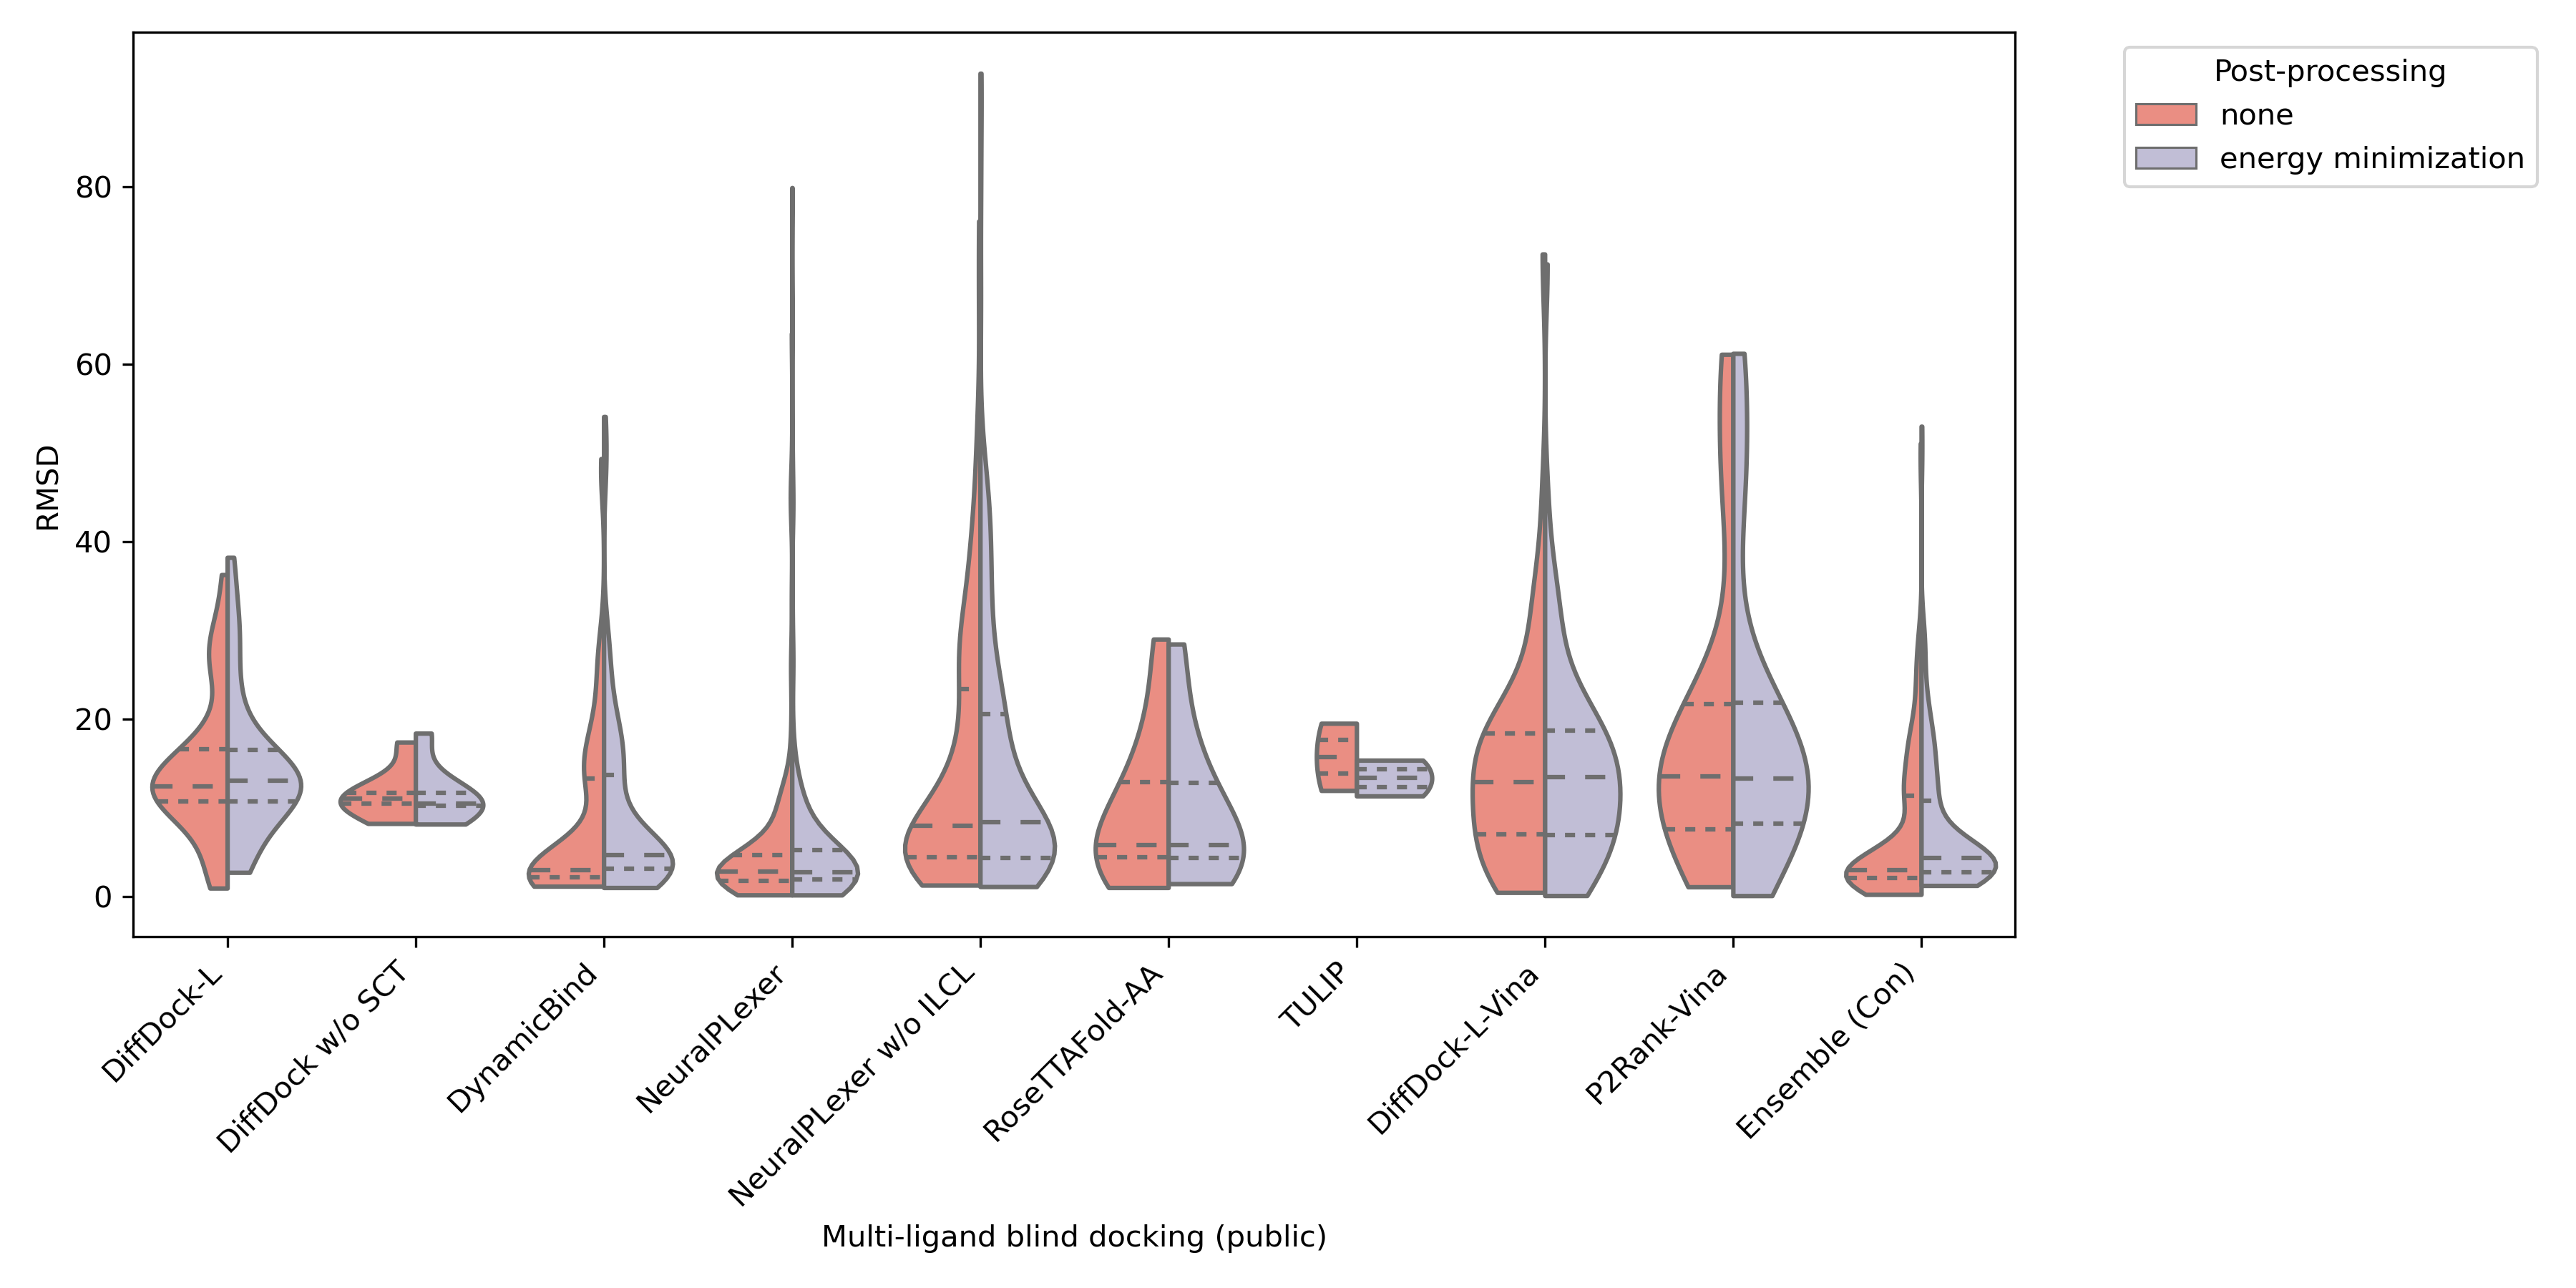 Post-processing
none
energy minimization
RMSD
80
60
40
20
0
DiffDock-L
DiffDock w/o SCT
DynamicBind
NeuralPLexer
NeuralPLexer w/o ILCL
RoseTTAFold-AA
TULIP
DiffDock-L-Vina
P2Rank-Vina
Ensemble (Con)
Multi-ligand blind docking (public)